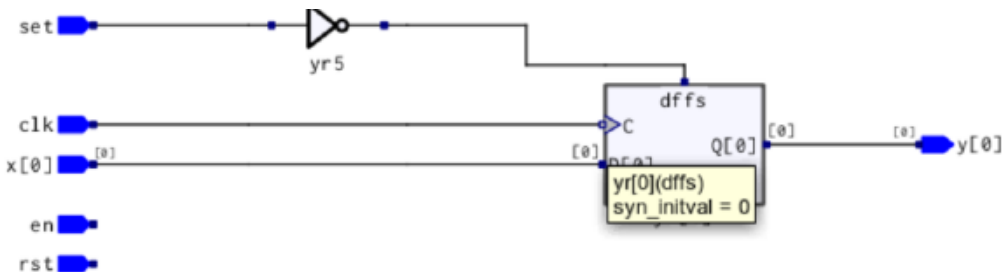 set
yr5
dffs
clk
C
x[0]
[0]
[0]
Q[0]
[0]
[0]
y[0]
yr[0](dffs)
syn_initval = 0
en
rst